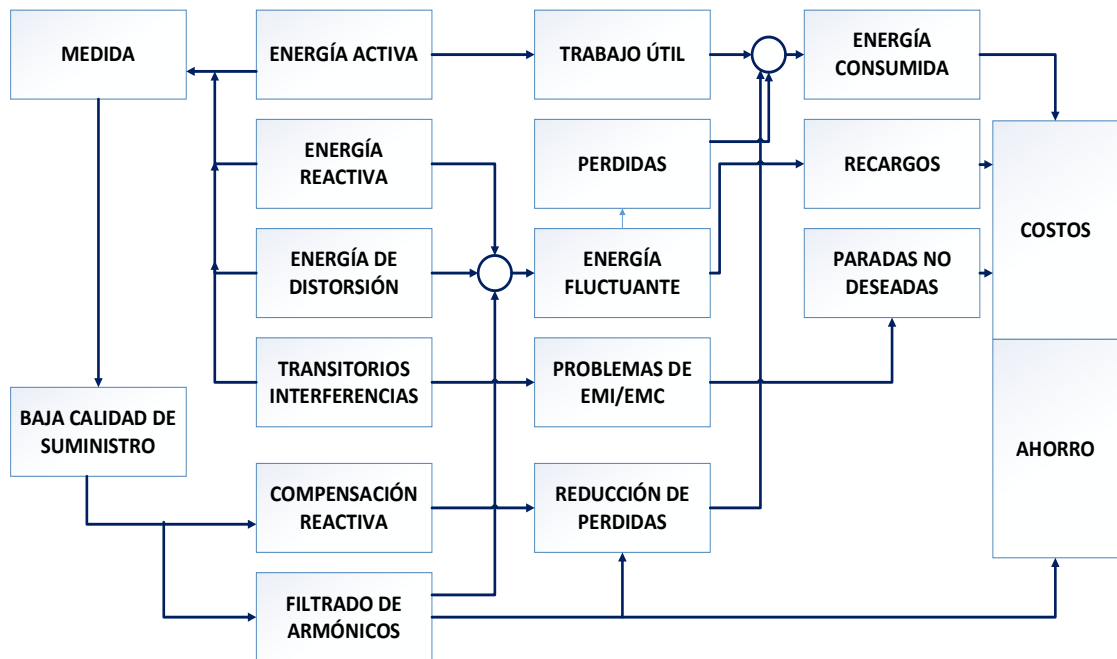 MEDIDA
ENERGÍA ACTIVA
TRABAJO ÚTIL
ENERGÍA
CONSUMIDA
ENERGÍA
REACTIVA
PERDIDAS
RECARGOS
COSTOS
ENERGÍA DE
DISTORSIÓN
ENERGÍA
FLUCTUANTE
PARADAS NO
DESEADAS
TRANSITORIOS
INTERFERENCIAS
PROBLEMAS DE
EMI/EMC
BAJA CALIDAD DE
SUMINISTRO
AHORRO
COMPENSACIÓN
REACTIVA
REDUCCIÓN DE
PERDIDAS
FILTRADO DE
ARMÓNICOS